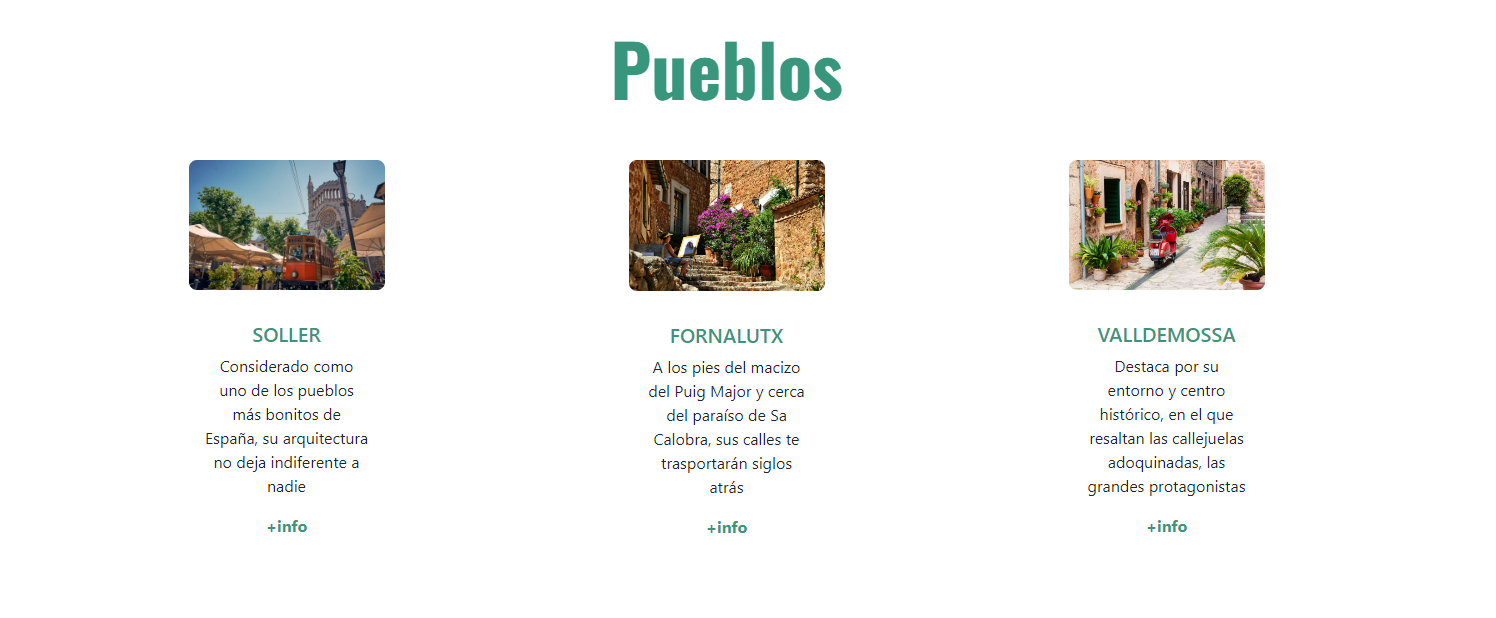 Pueblos
SOLLER
Considerado como
uno de los pueblos
más bonitos de
España, su arquitectura
no deja indiferente a
nadie
+info
FORNALUTX
A los pies del macizo
del Puig Major y cerca
del paraíso de Sa
Calobra, sus calles te
trasportarán siglos
atrás
+info
VALLDEMOSSA
Destaca por su
entorno y centro
histórico, en el que
resaltan las callejuelas
adoquinadas, las
grandes protagonistas
+info